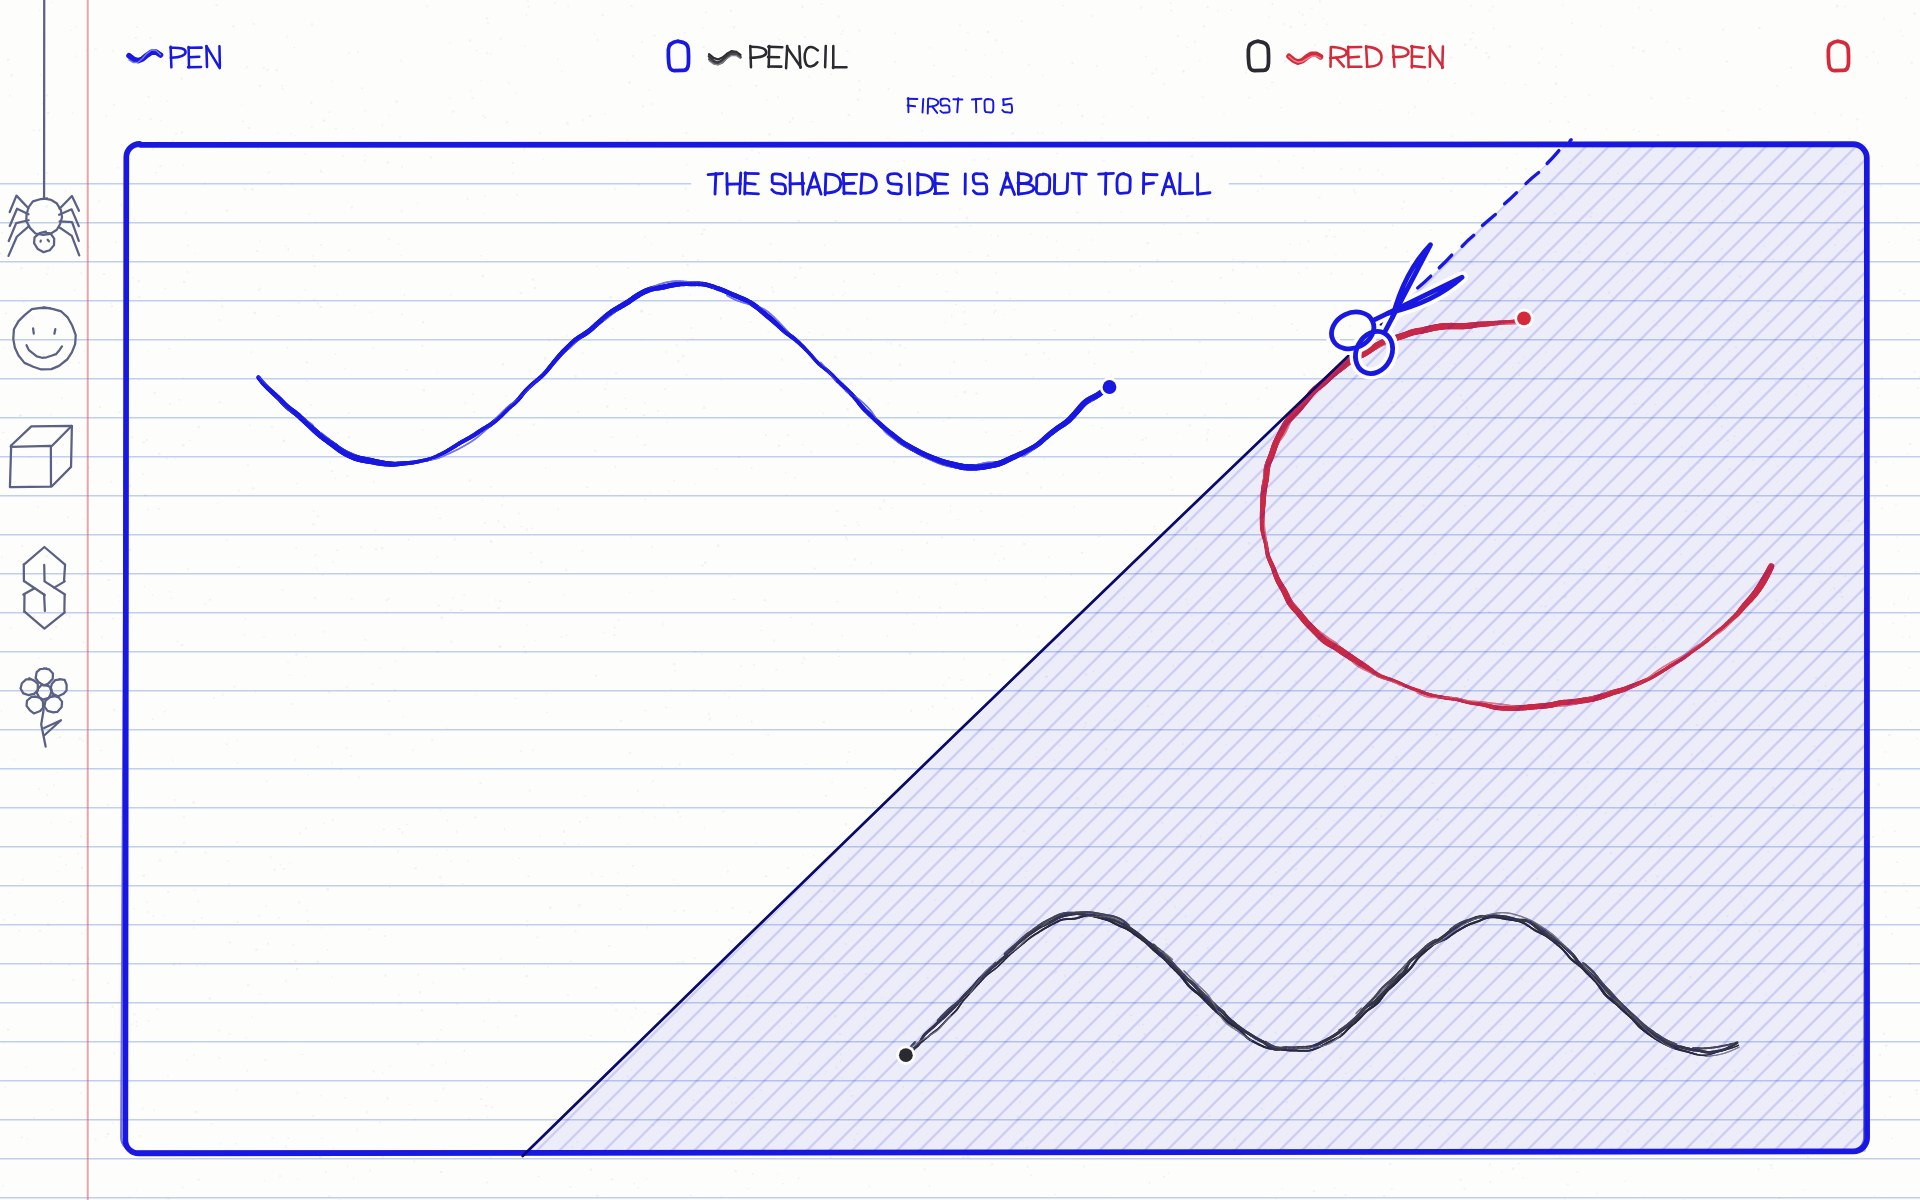 PEN 0 PENCIL 0 RED PEN 0
FIRST TO 5
THE SHADED SIDE IS ABOUT TO FALL